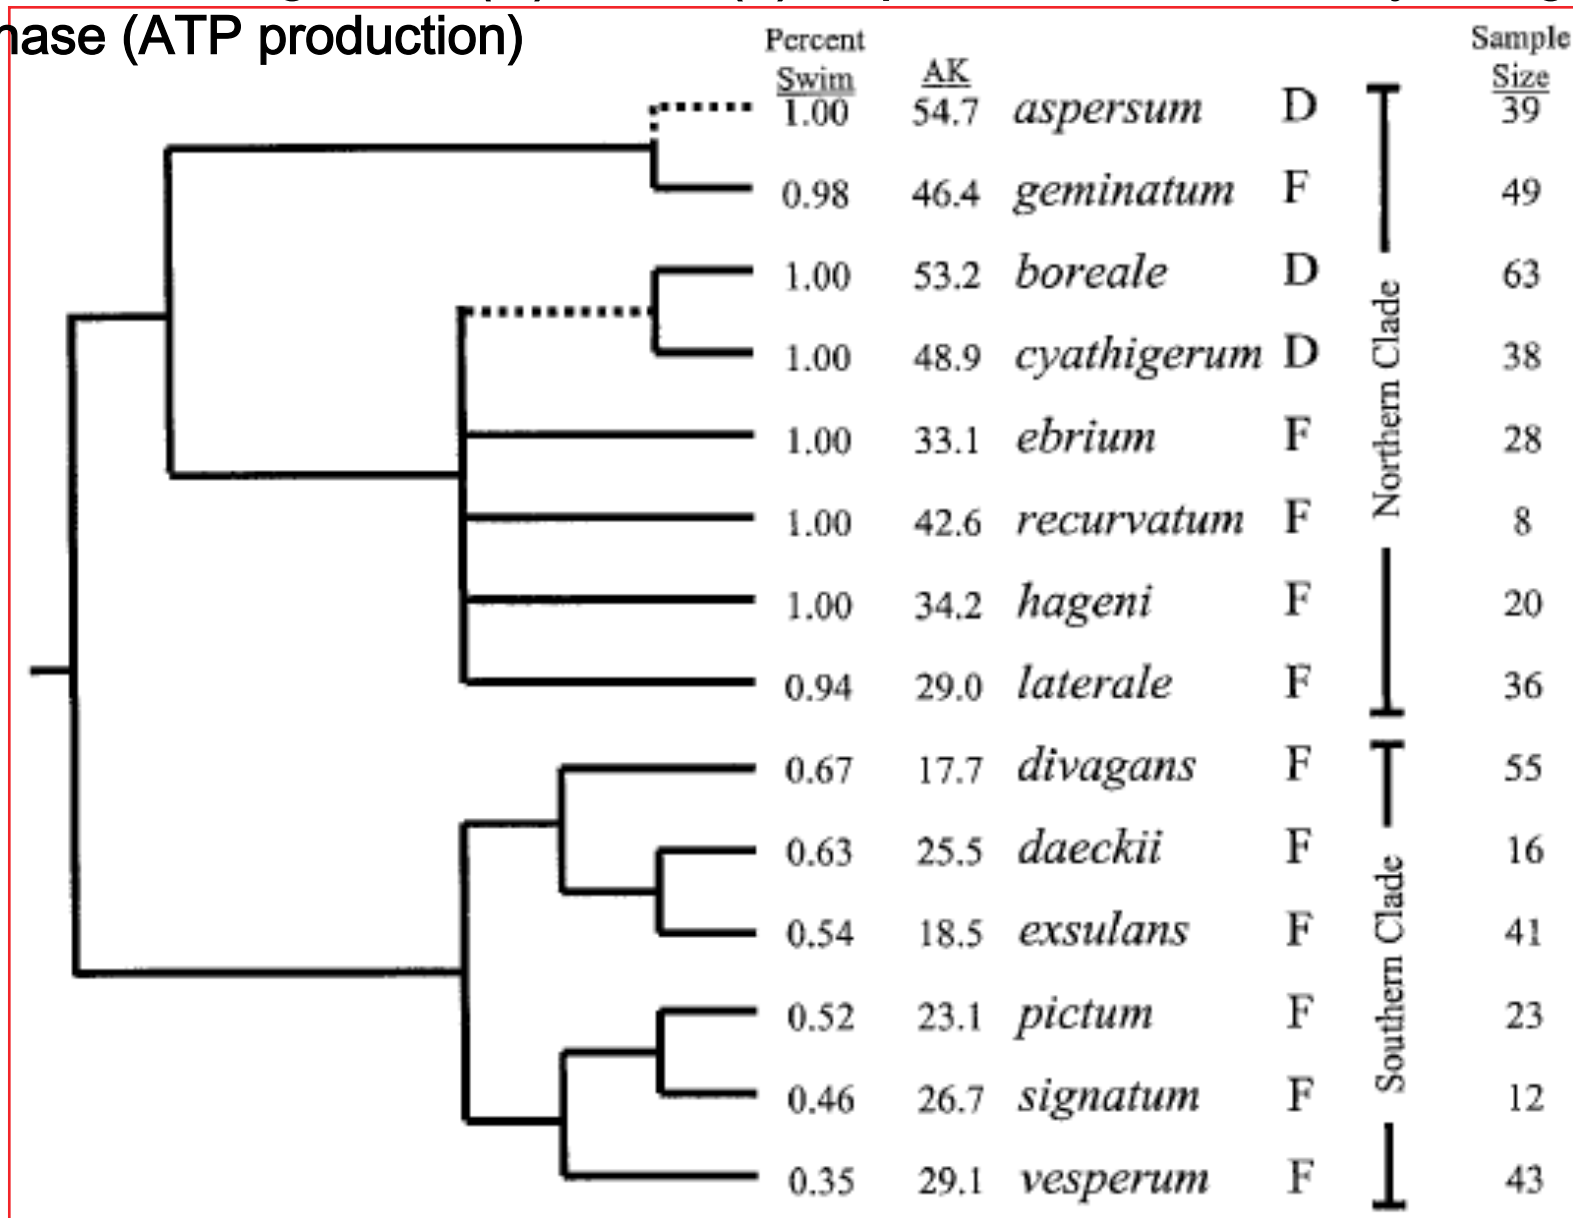 nase (ATP production)
Percent Swim AK Sample Size
1.00 54.7 aspersum D 39
0.98 46.4 geminatum F 49
1.00 53.2 boreale D 63
1.00 48.9 cyathigerum D 38
1.00 33.1 ebrium F 28
1.00 42.6 recurvatum F 8
1.00 34.2 hageni F 20
0.94 29.0 laterale F 36
Northern Clade
0.67 17.7 divagans F 55
0.63 25.5 daeckii F 16
0.54 18.5 exsulans F 41
0.52 23.1 pictum F 23
0.46 26.7 signatum F 12
0.35 29.1 vesperum F 43
Southern Clade